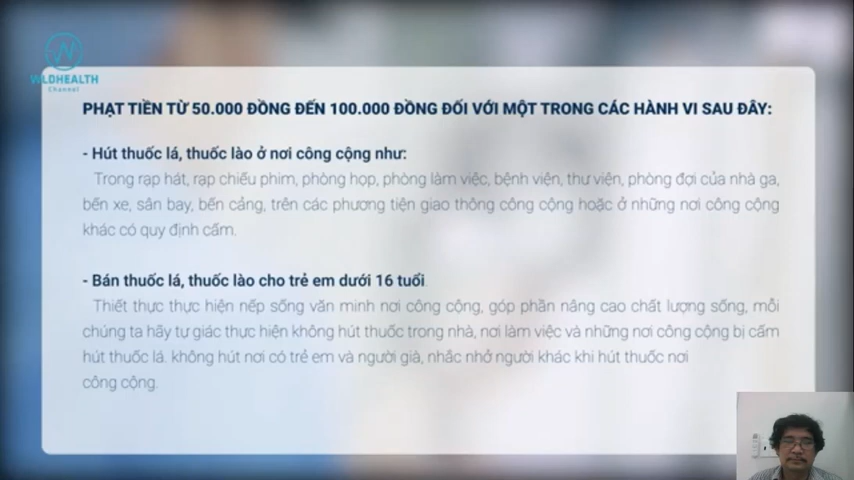 WLDHEALTH
Channel
PHẠT TIỀN TỪ 50.000 ĐỒNG ĐẾN 100.000 ĐỒNG ĐỐI VỚI MỘT TRONG CÁC HÀNH VI SAU ĐÂY:
- Hút thuốc lá, thuốc lào ở nơi công cộng như:
Trong rạp hát, rạp chiếu phim, phòng họp, phòng làm việc, bệnh viện, thư viện, phòng đợi của nhà ga,
bến xe, sân bay, bến cảng, trên các phương tiện giao thông công cộng hoặc ở những nơi công cộng
khác có quy định cấm.
- Bán thuốc lá, thuốc lào cho trẻ em dưới 16 tuổi
Thiết thực thực hiện nếp sống văn minh nơi công cộng, góp phần nâng cao chất lượng sống, mỗi
chúng ta hãy tự giác thực hiện không hút thuốc trong nhà, nơi làm việc và những nơi công cộng bị cấm
hút thuốc lá. không hút nơi có trẻ em và người già, nhắc nhở người khác khi hút thuốc nơi
công cộng.